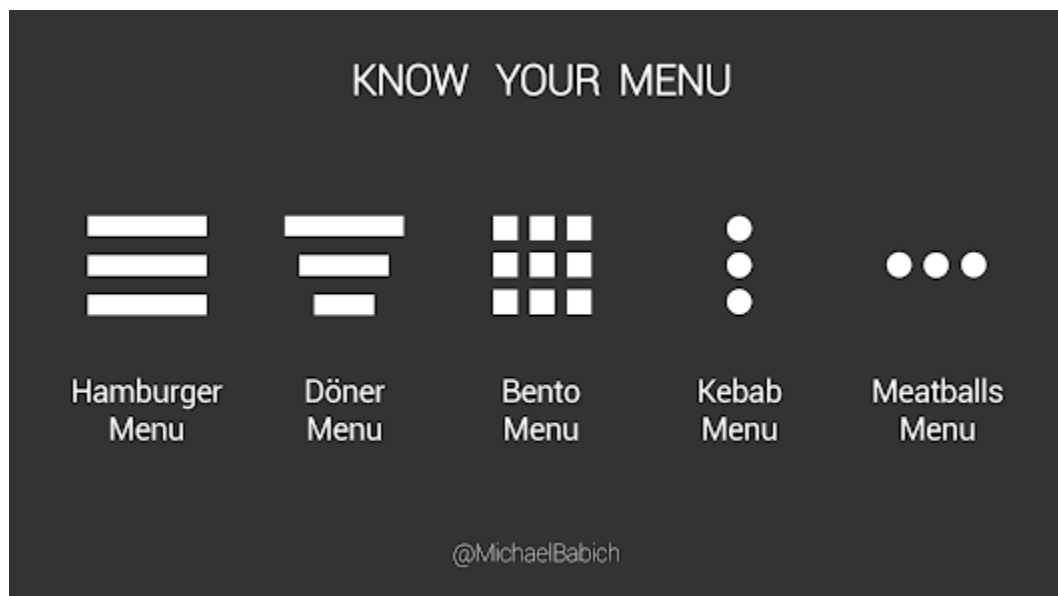 KNOW YOUR MENU
Hamburger
Menu
Döner
Menu
Bento
Menu
Kebab
Menu
Meatballs
Menu
@MichaelBabich